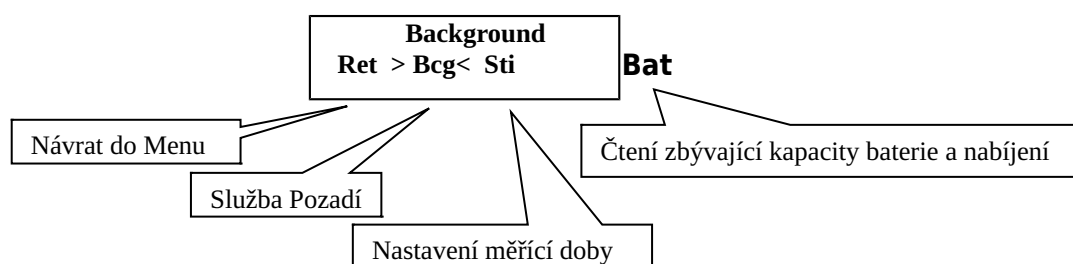 Background
Ret > Bcg< Sti Bat
Návrat do Menu
Čtení zbývající kapacity baterie a nabíjení
Služba Pozadí
Nastavení měřící doby